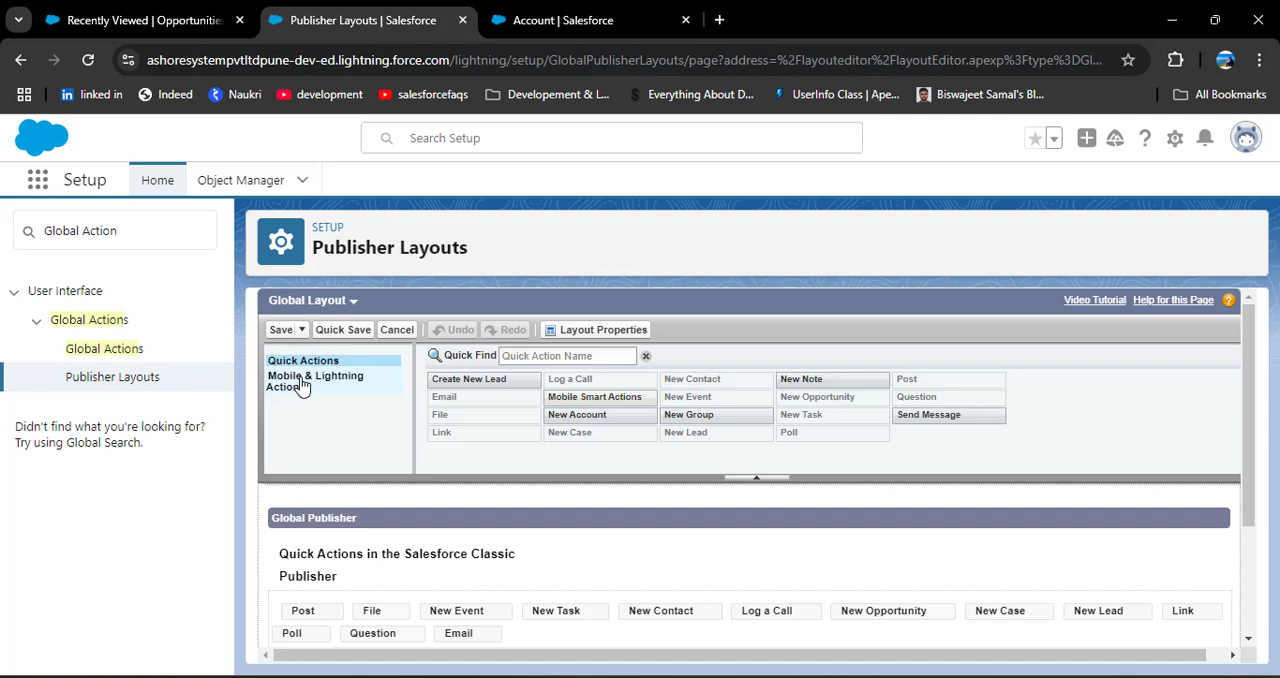 Recently Viewed | Opportunities
Publisher Layouts | Salesforce
Account | Salesforce
ashoresystempvtltdpune-dev-ed.lightning.force.com/lightning/setup/GlobalPublisherLayouts/page?address=%2Flayouteditor%2FlayoutEditor.apexp%3Ftype%3DGl...
linked in
Indeed
Naukri
development
salesforcefaqs
Developement & L...
Everything About D...
UserInfo Class | Ape...
Biswajeet Samal's Bl...
All Bookmarks
Search Setup
Setup
Home
Object Manager
Global Action
User Interface
Global Actions
Global Actions
Publisher Layouts
Didn't find what you're looking for?
Try using Global Search.
SETUP
Publisher Layouts
Global Layout
Video Tutorial
Help for this Page
Save
Quick Save
Cancel
Undo
Redo
Layout Properties
Quick Actions
Mobile & Lightning
Actions
Quick Find
Quick Action Name
Create New Lead
Log a Call
New Contact
New Note
Post
Email
Mobile Smart Actions
New Event
New Opportunity
Question
File
New Account
New Group
New Task
Send Message
Link
New Case
New Lead
Poll
Global Publisher
Quick Actions in the Salesforce Classic
Publisher
Post
File
New Event
New Task
New Contact
Log a Call
New Opportunity
New Case
New Lead
Link
Poll
Question
Email